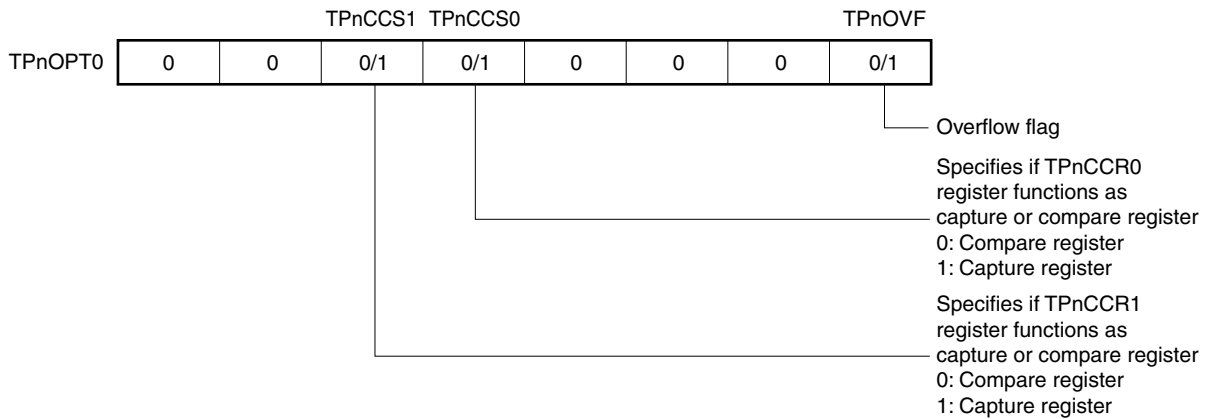 TPnCCS1 TPnCCS0 TPnOVF
TPnOPT0 0 0 0/1 0/1 0 0 0 0/1
Overflow flag
Specifies if TPnCCR0
register functions as
capture or compare register
0: Compare register
1: Capture register
Specifies if TPnCCR1
register functions as
capture or compare register
0: Compare register
1: Capture register